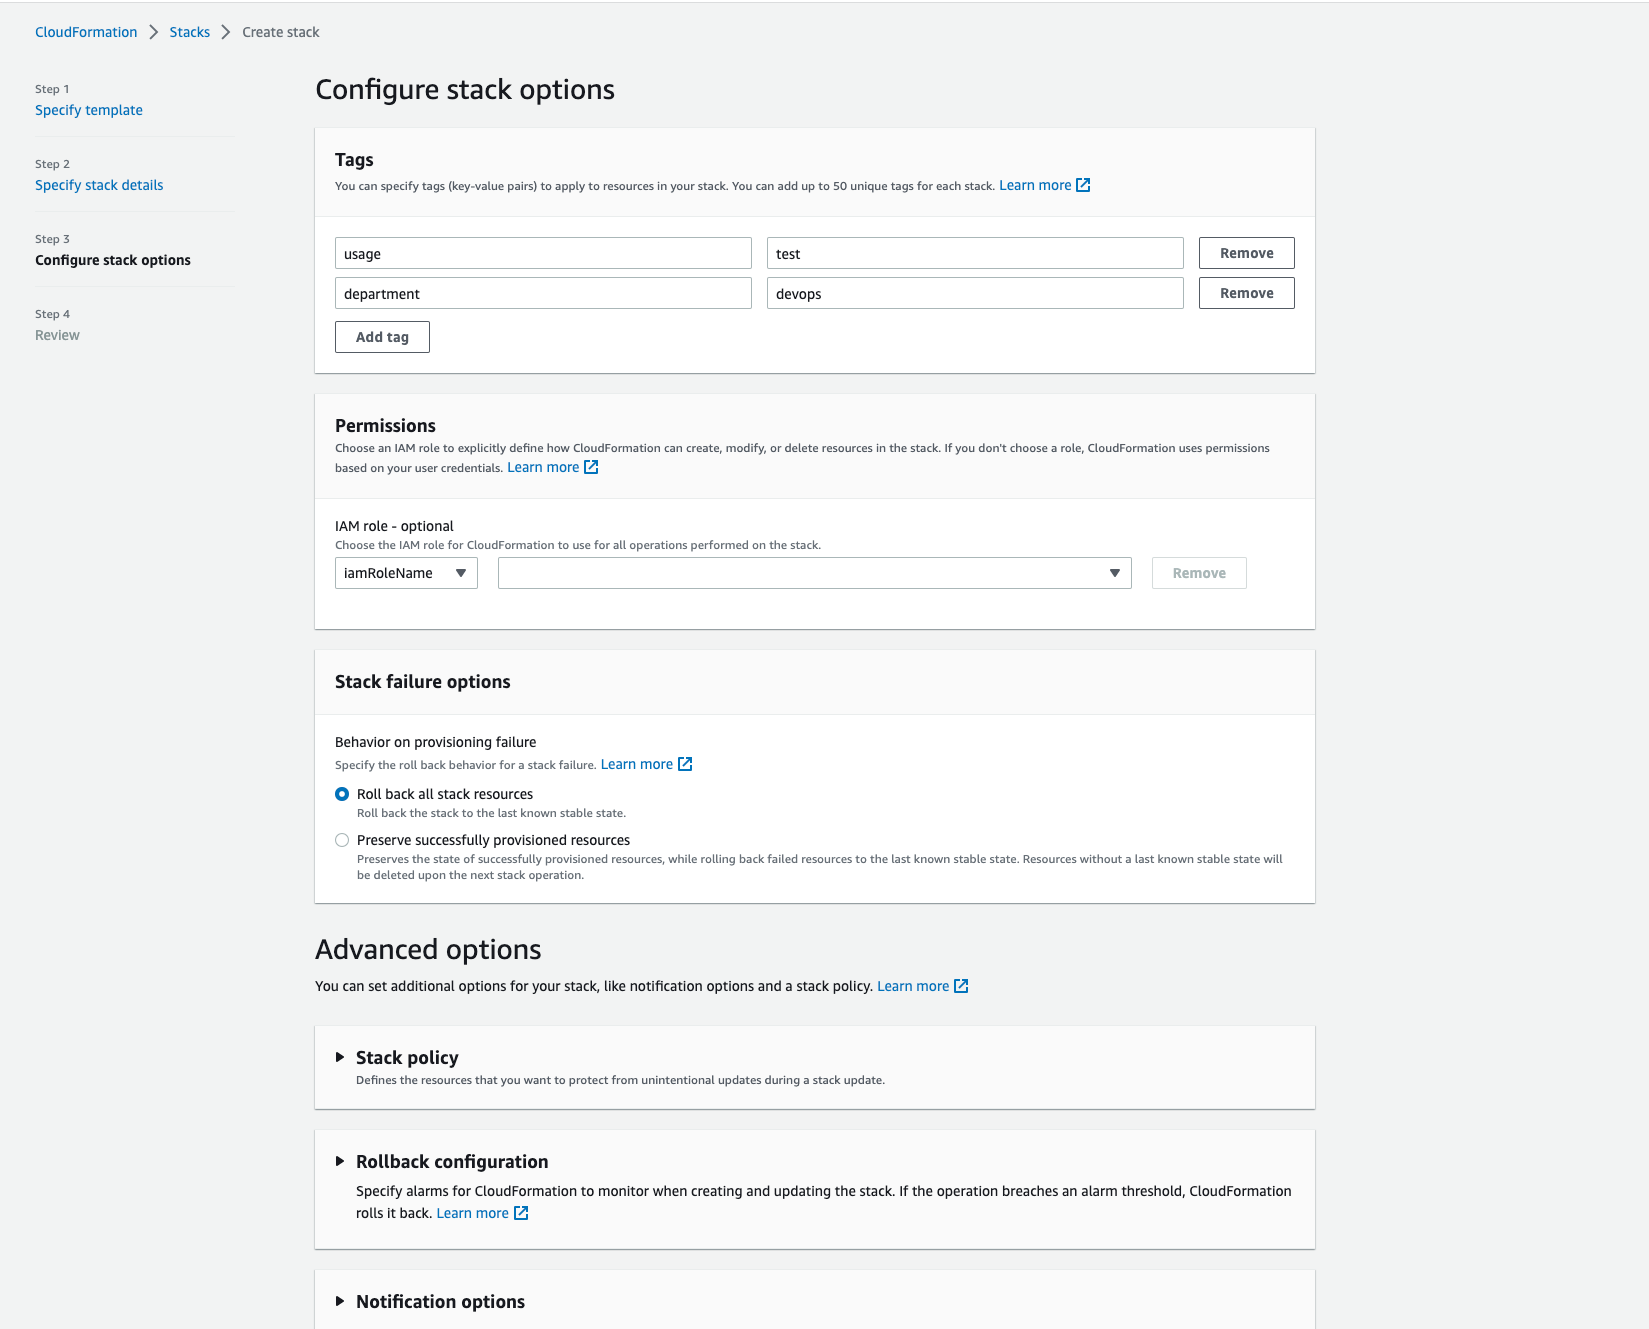 CloudFormation > Stacks > Create stack
Step 1
Specify template
Step 2
Specify stack details
Step 3
Configure stack options
Step 4
Review
Configure stack options
Tags
You can specify tags (key-value pairs) to apply to resources in your stack. You can add up to 50 unique tags for each stack. Learn more
usage test Remove
department devops Remove
Add tag
Permissions
Choose an IAM role to explicitly define how CloudFormation can create, modify, or delete resources in the stack. If you don't choose a role, CloudFormation uses permissions
based on your user credentials. Learn more
IAM role - optional
Choose the IAM role for CloudFormation to use for all operations performed on the stack.
iamRoleName Remove
Stack failure options
Behavior on provisioning failure
Specify the roll back behavior for a stack failure. Learn more
Roll back all stack resources
Roll back the stack to the last known stable state.
Preserve successfully provisioned resources
Preserves the state of successfully provisioned resources, while rolling back failed resources to the last known stable state. Resources without a last known stable state will
be deleted upon the next stack operation.
Advanced options
You can set additional options for your stack, like notification options and a stack policy. Learn more
Stack policy
Defines the resources that you want to protect from unintentional updates during a stack update.
Rollback configuration
Specify alarms for CloudFormation to monitor when creating and updating the stack. If the operation breaches an alarm threshold, CloudFormation
rolls it back. Learn more
Notification options